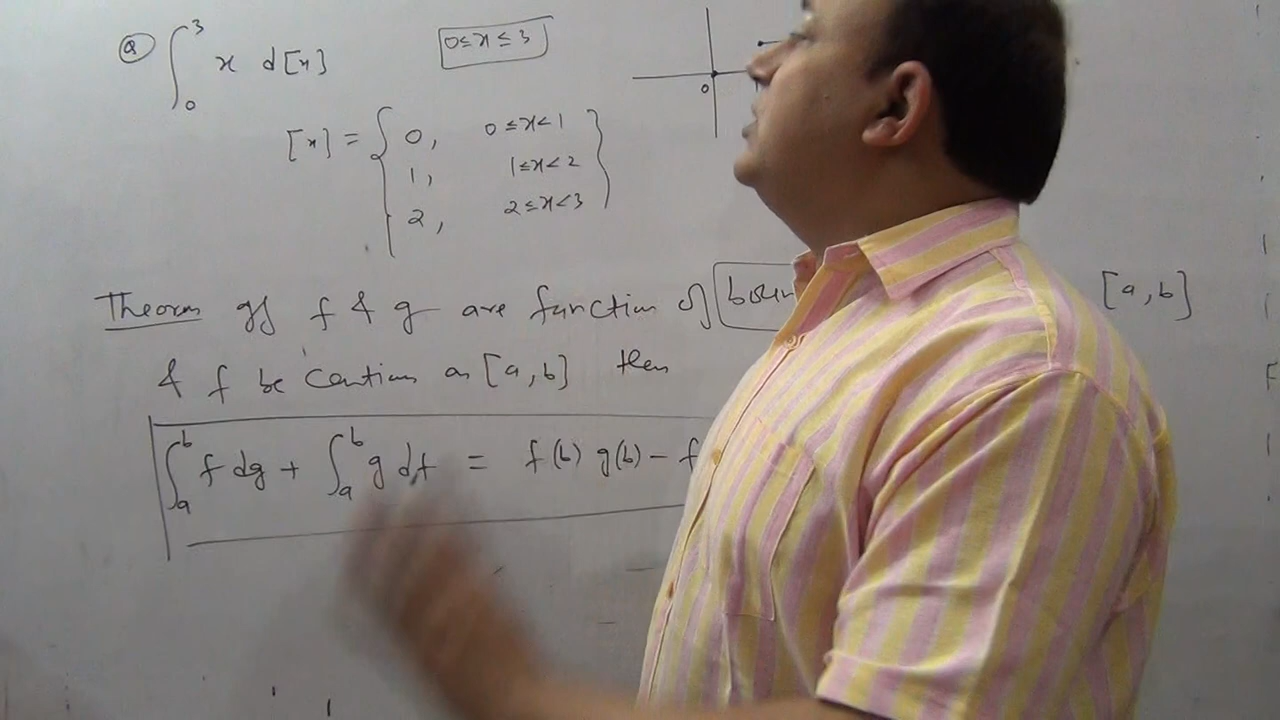 Q ∫₀³ x d[x]
0≤x≤3
0
[x] = { 0, 0≤x<1
1, 1≤x<2
2, 2≤x<3 }
Theorem If f & g are function of boun [a,b]
& f be Continus on [a,b] then
∫ₐᵇ f dg + ∫ₐᵇ g df = f(b) g(b) – f